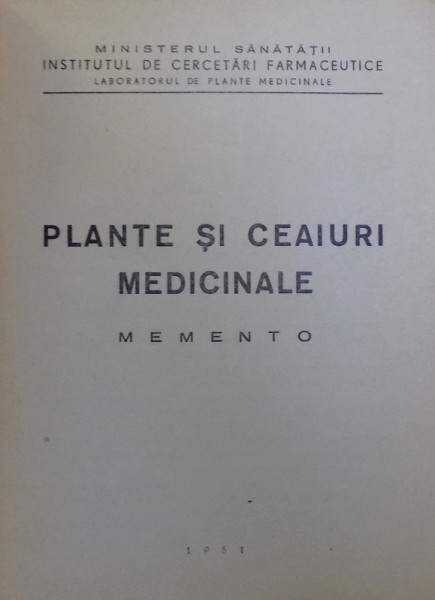 MINISTERUL SĂNĂTĂȚII
INSTITUTUL DE CERCETĂRI FARMACEUTICE
LABORATORUL DE PLANTE MEDICINALE
PLANTE ȘI CEAIURI
MEDICINALE
MEMENTO
1951